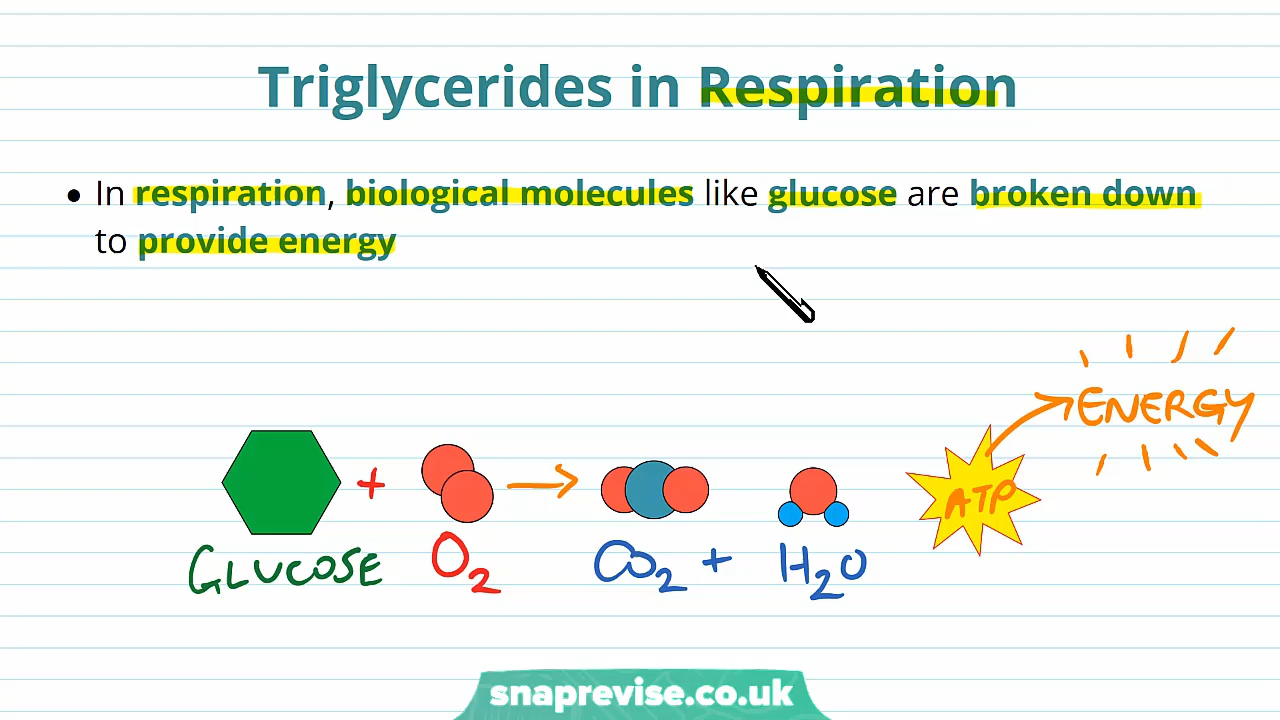 Triglycerides in Respiration
• In respiration, biological molecules like glucose are broken down
to provide energy
ENERGY
+ → ATP
GLUCOSE O2 CO2 + H2O
snaprevise.co.uk